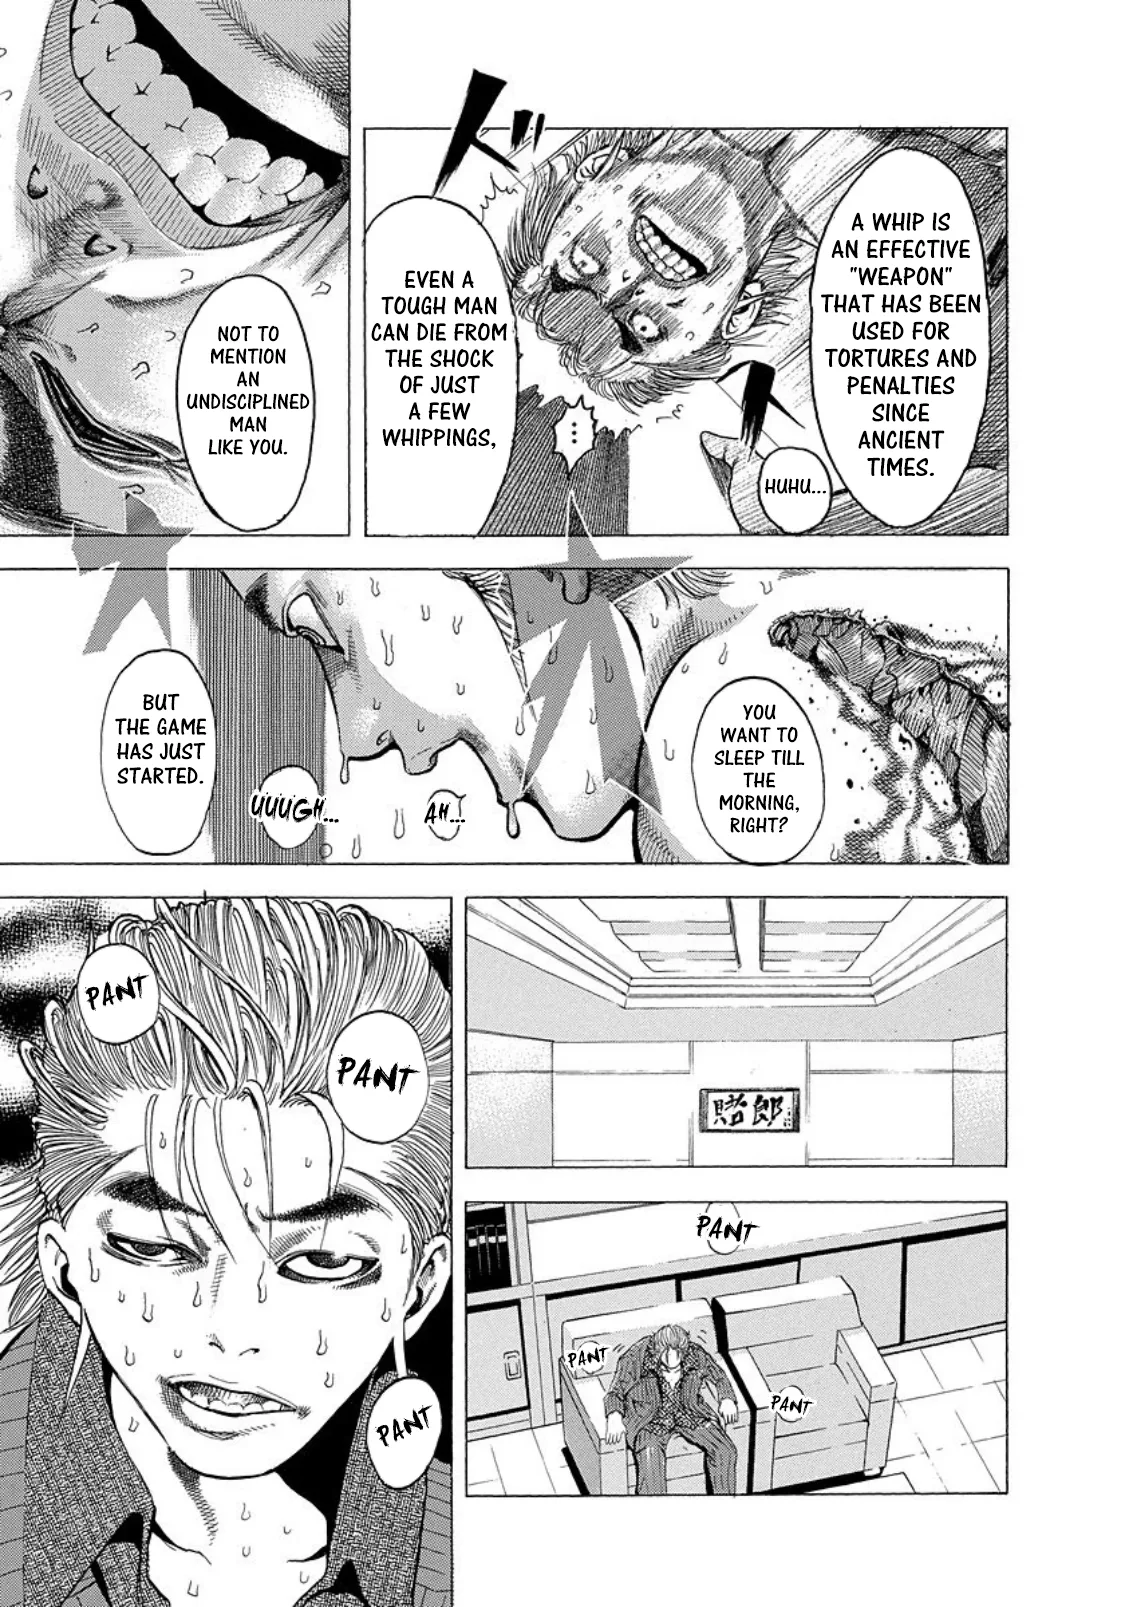 A WHIP IS
AN EFFECTIVE
"WEAPON"
THAT HAS BEEN
USED FOR
TORTURES AND
PENALTIES
SINCE
ANCIENT
TIMES.
HUHU...
ド
ドッ
...
EVEN A
TOUGH MAN
CAN DIE FROM
THE SHOCK
OF JUST
A FEW
WHIPPINGS,
NOT TO
MENTION
AN
UNDISCIPLINED
MAN
LIKE YOU.
YOU
WANT TO
SLEEP TILL
THE
MORNING,
RIGHT?
AH...
UUUGH...
BUT
THE GAME
HAS JUST
STARTED.
賭郎
PANT
PANT
PANT
PANT
PANT
PANT